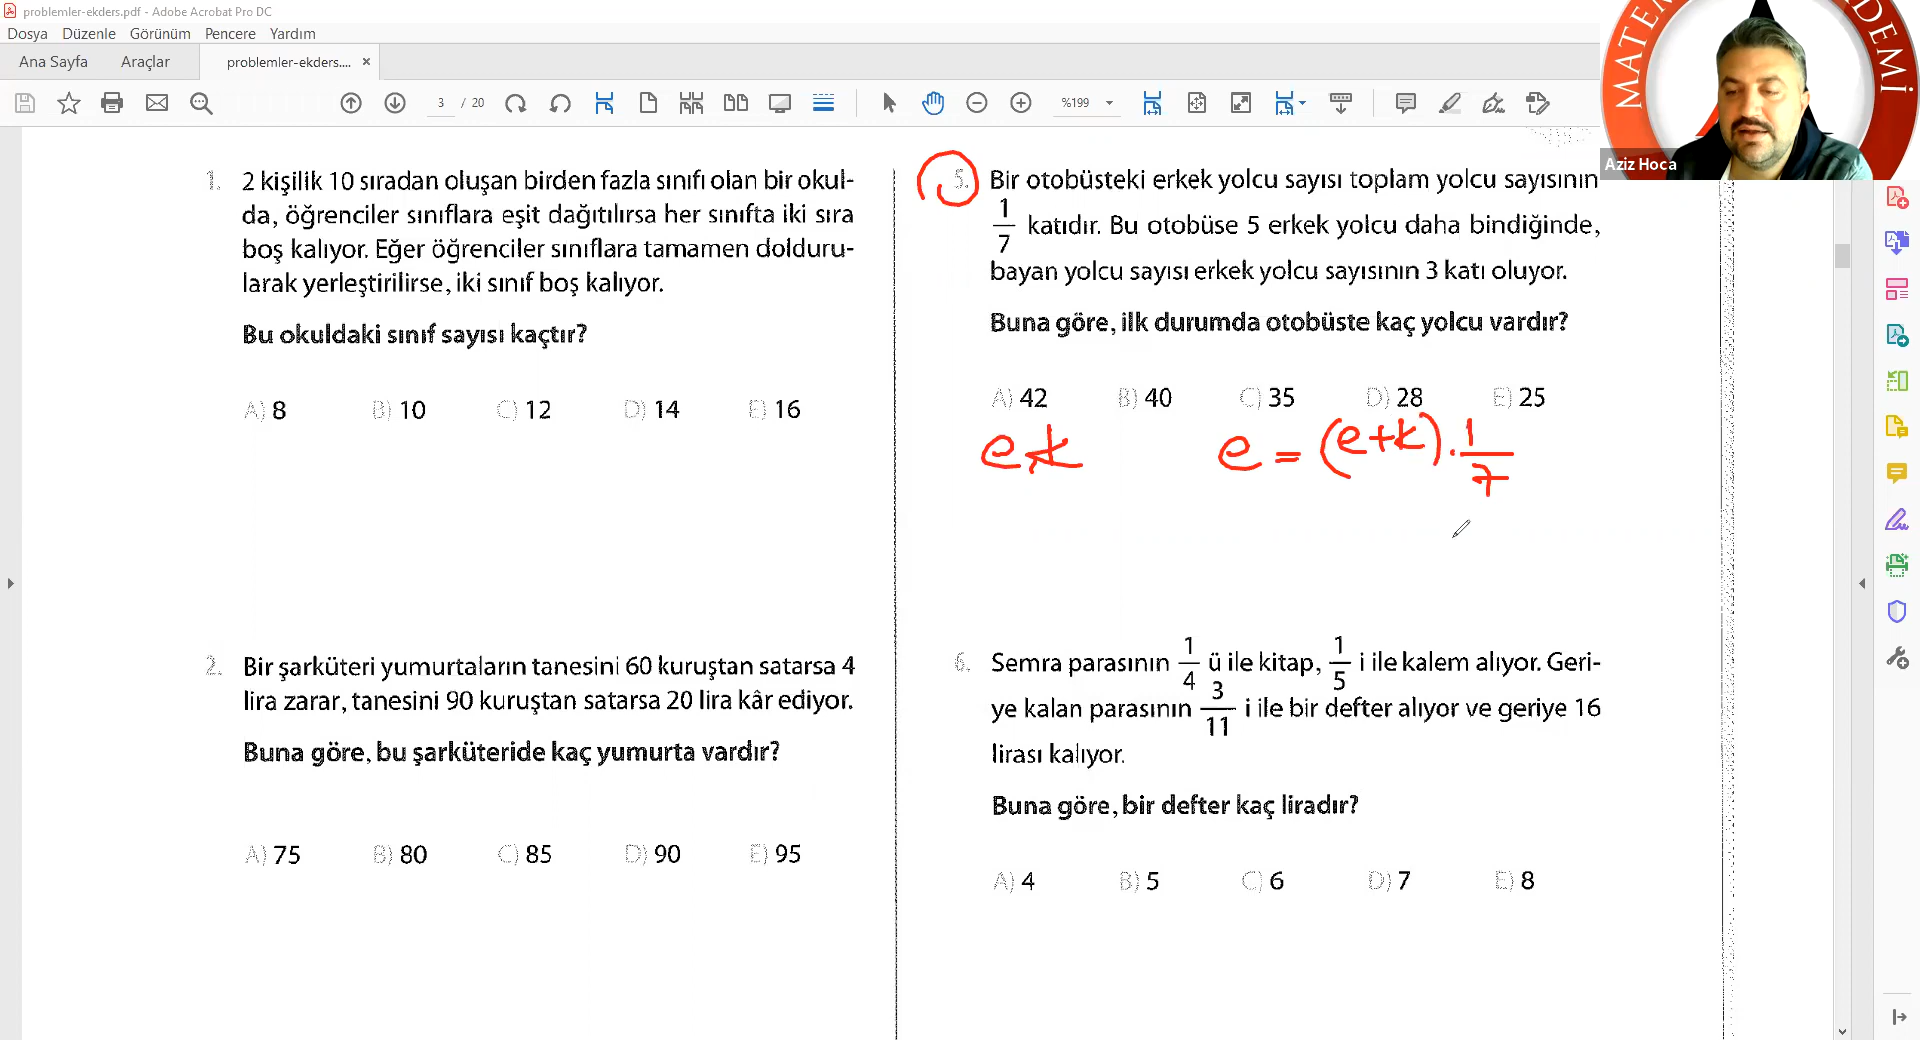 problemler-ekders.pdf - Adobe Acrobat Pro DC
Dosya Düzenle Görünüm Pencere Yardım
Ana Sayfa Araçlar problemler-ekders.... ×
3 / 20 %199
MATEM DEMİ
Aziz Hoca
1. 2 kişilik 10 sıradan oluşan birden fazla sınıfı olan bir okul-
da, öğrenciler sınıflara eşit dağıtılırsa her sınıfta iki sıra
boş kalıyor. Eğer öğrenciler sınıflara tamamen dolduru-
larak yerleştirilirse, iki sınıf boş kalıyor.
Bu okuldaki sınıf sayısı kaçtır?
A) 8 B) 10 C) 12 D) 14 E) 16
2. Bir şarküteri yumurtaların tanesini 60 kuruştan satarsa 4
lira zarar, tanesini 90 kuruştan satarsa 20 lira kâr ediyor.
Buna göre, bu şarküteride kaç yumurta vardır?
A) 75 B) 80 C) 85 D) 90 E) 95
5. Bir otobüsteki erkek yolcu sayısı toplam yolcu sayısının
1/7 katıdır. Bu otobüse 5 erkek yolcu daha bindiğinde,
bayan yolcu sayısı erkek yolcu sayısının 3 katı oluyor.
Buna göre, ilk durumda otobüste kaç yolcu vardır?
A) 42 B) 40 C) 35 D) 28 E) 25
e,k e = (e+k) . 1/7
6. Semra parasının 1/4 ü ile kitap, 1/5 i ile kalem alıyor. Geri-
ye kalan parasının 3/11 i ile bir defter alıyor ve geriye 16
lirası kalıyor.
Buna göre, bir defter kaç liradır?
A) 4 B) 5 C) 6 D) 7 E) 8